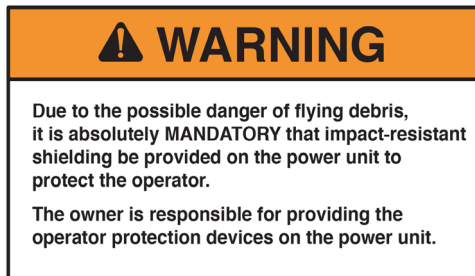 WARNING
Due to the possible danger of flying debris,
it is absolutely MANDATORY that impact-resistant
shielding be provided on the power unit to
protect the operator.
The owner is responsible for providing the
operator protection devices on the power unit.